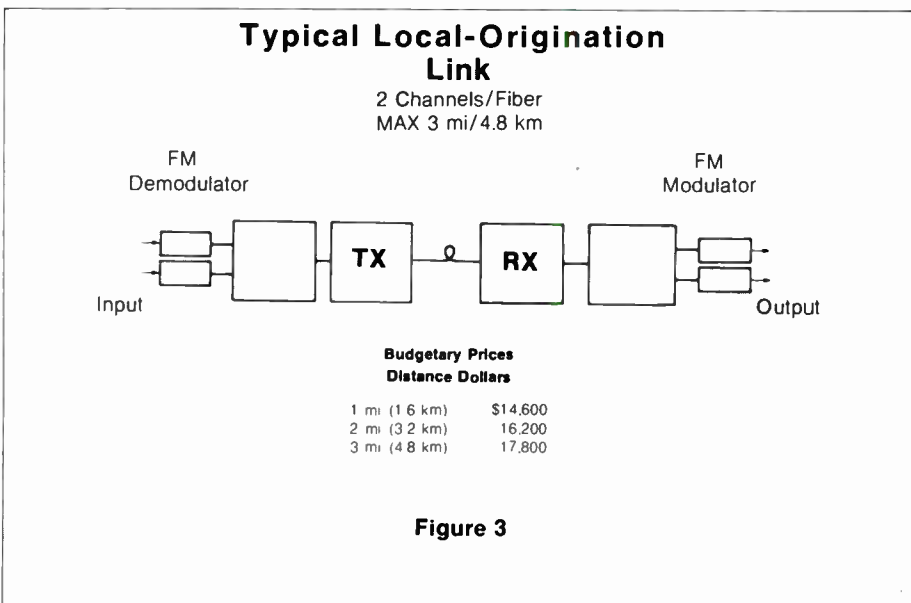 Typical Local-Origination
Link
2 Channels/Fiber
MAX 3 mi/4.8 km
FM
Demodulator
FM
Modulator
TX
RX
Input
Output
Budgetary Prices
Distance Dollars
1 mi (1 6 km) $14,600
2 mi (3 2 km) 16,200
3 mi (4 8 km) 17,800
Figure 3